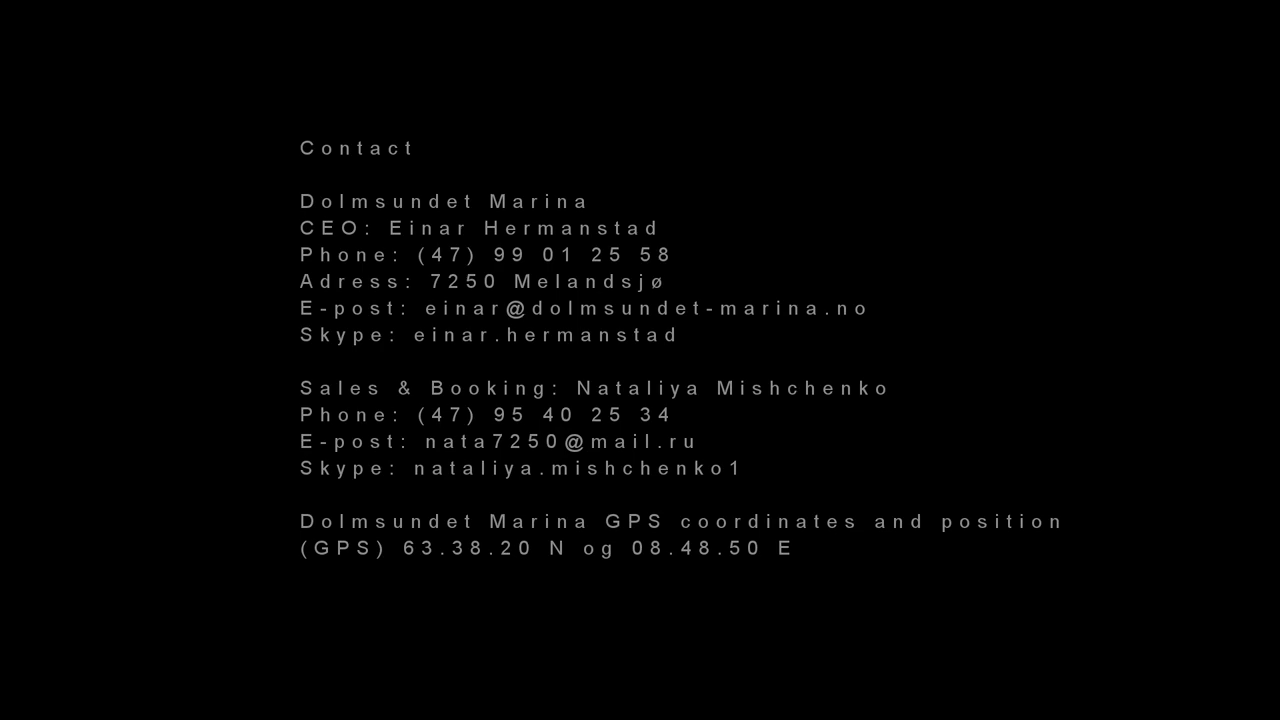 Contact
Dolmsundet Marina
CEO: Einar Hermanstad
Phone: (47) 99 01 25 58
Adress: 7250 Melandsjø
E-post: einar@dolmsundet-marina.no
Skype: einar.hermanstad
Sales & Booking: Nataliya Mishchenko
Phone: (47) 95 40 25 34
E-post: nata7250@mail.ru
Skype: nataliya.mishchenko1
Dolmsundet Marina GPS coordinates and position
(GPS) 63.38.20 N og 08.48.50 E